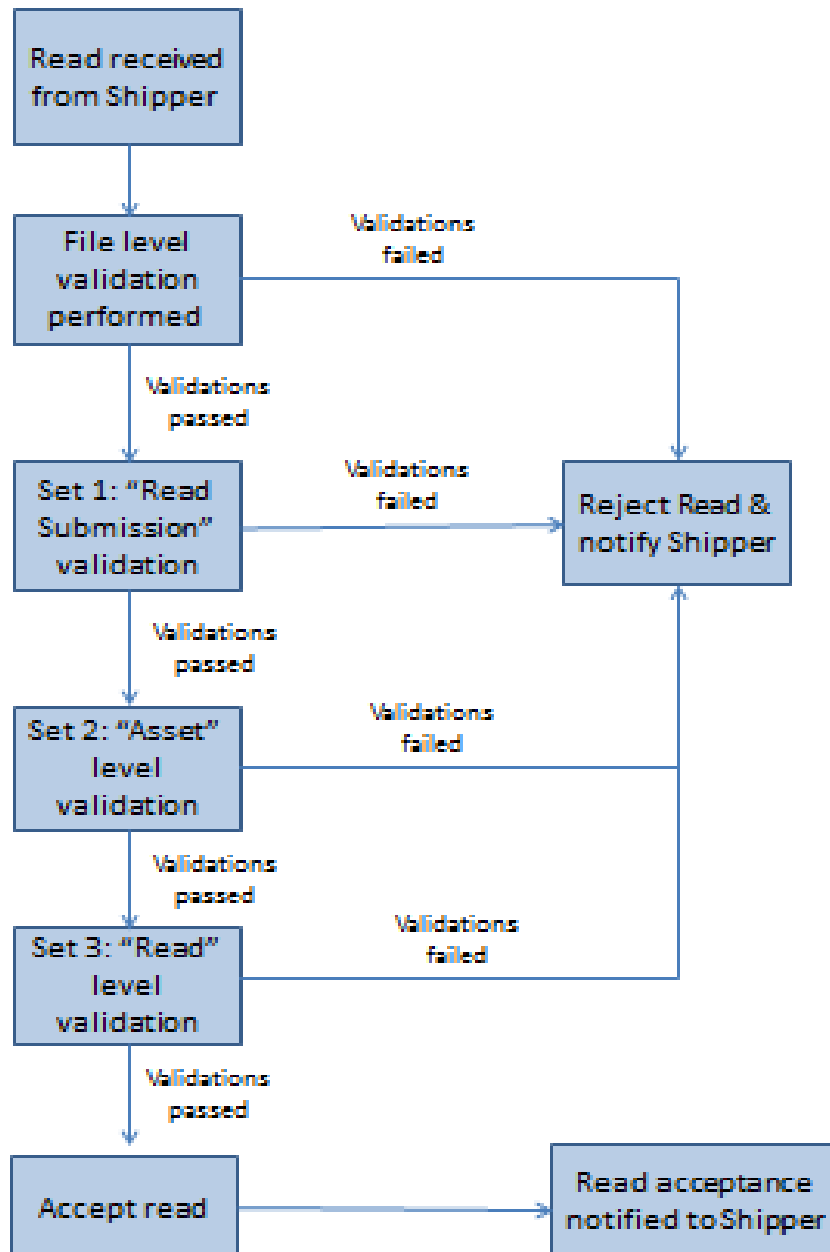 Read received
from Shipper
File level
validation
performed
Validations
failed
Validations
passed
Set 1: “Read
Submission”
validation
Validations
failed
Reject Read &
notify Shipper
Validations
passed
Set 2: “Asset”
level
validation
Validations
failed
Validations
passed
Set 3: “Read”
level
validation
Validations
failed
Validations
passed
Accept read
Read acceptance
notified to Shipper